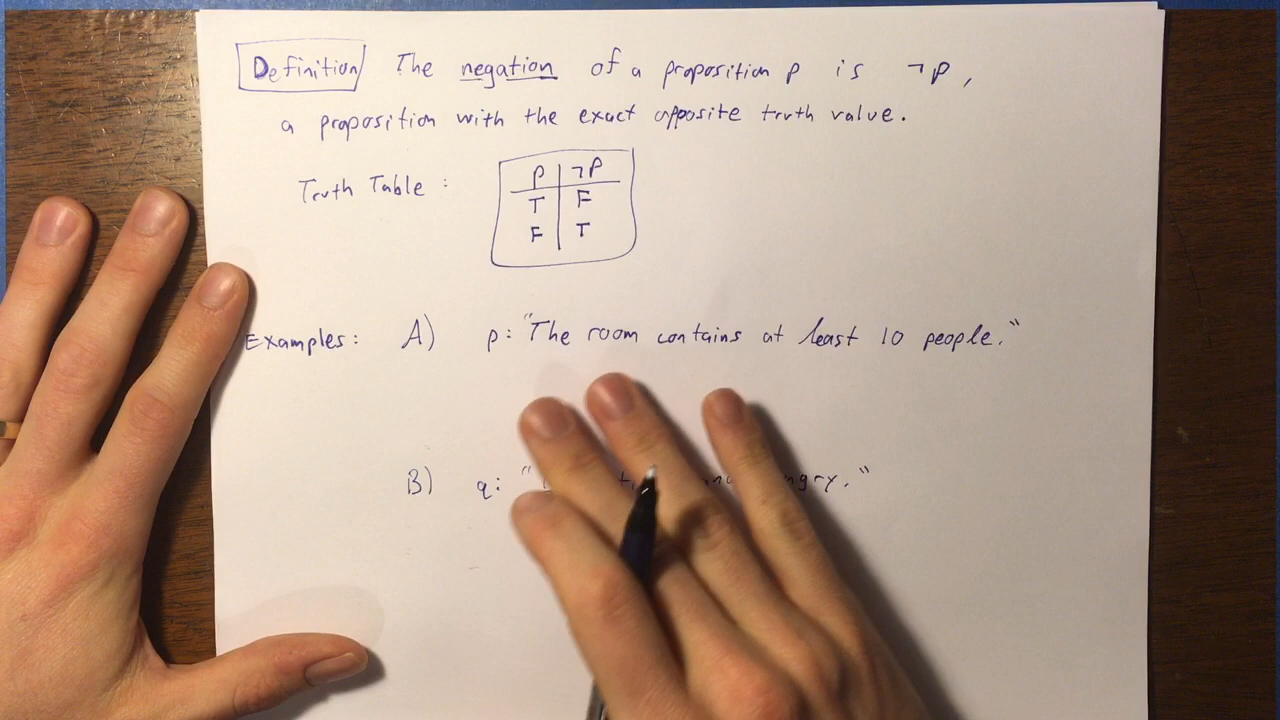 Definition The negation of a proposition p is ¬p,
a proposition with the exact opposite truth value.
Truth Table :
p ¬p
T F
F T
Examples: A) p: "The room contains at least 10 people."
B) q: "